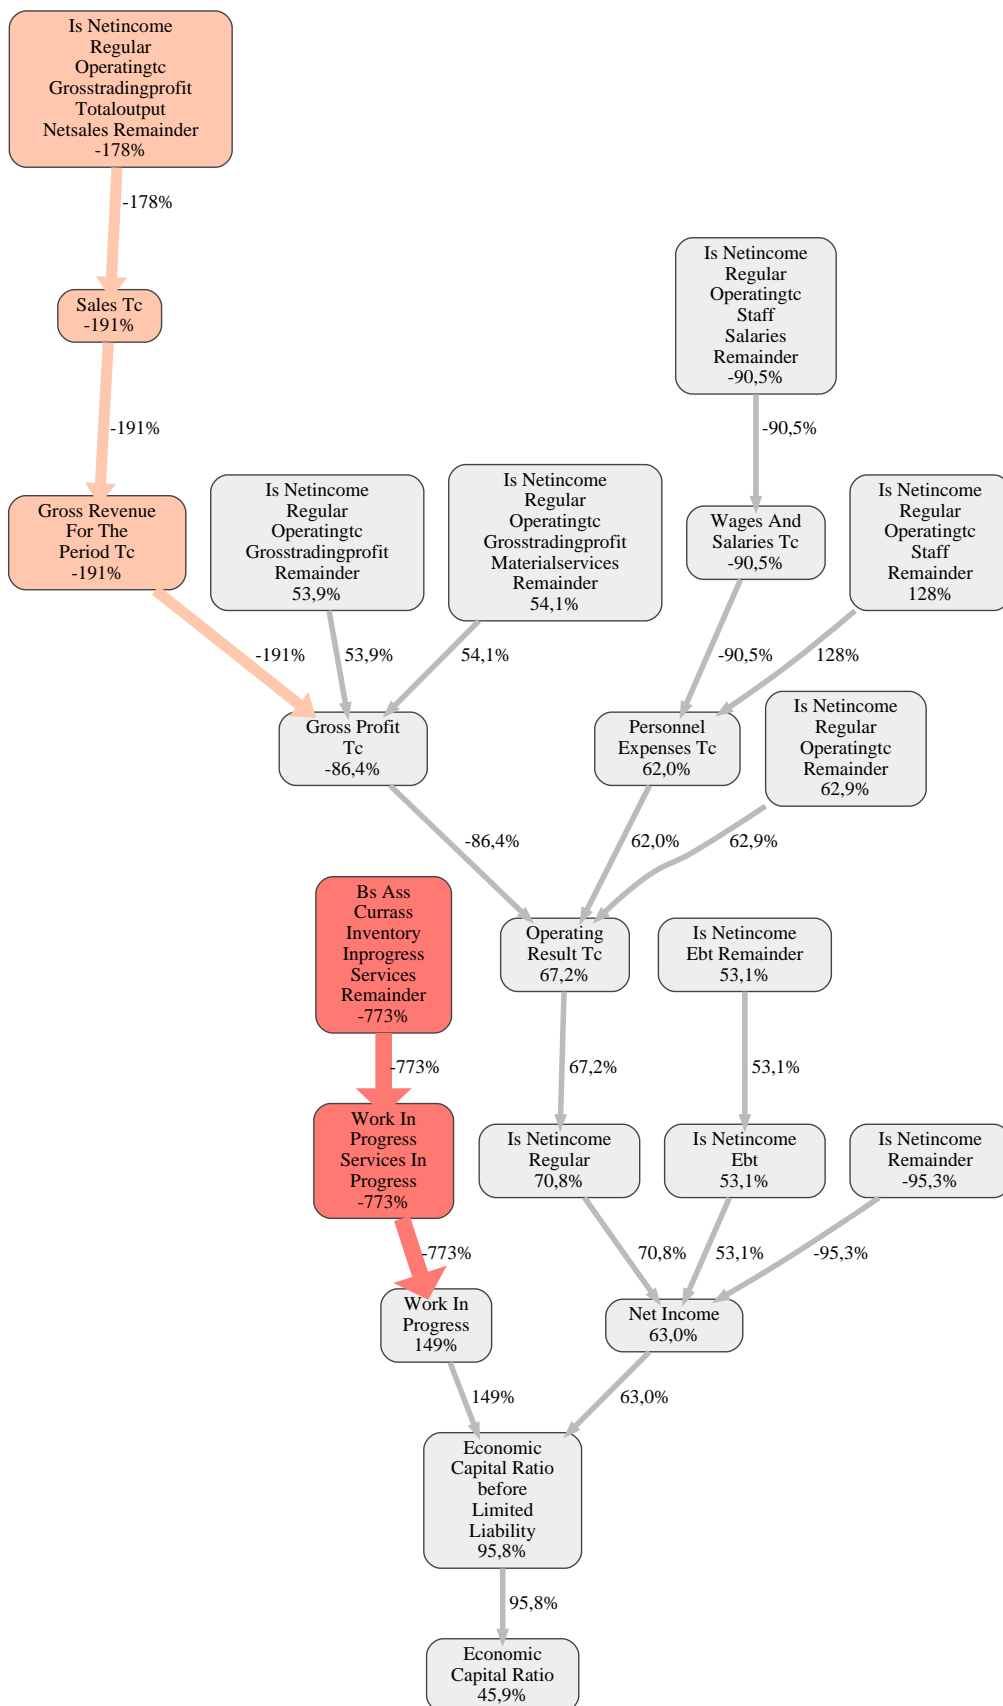 Is Netincome
Regular
Operatingtc
Grosstradingprofit
Totaloutput
Netsales Remainder
-178%
-178%
Sales Tc
-191%
Is Netincome
Regular
Operatingtc
Staff
Salaries
Remainder
-90,5%
-191%
-90,5%
Gross Revenue
For The
Period Tc
-191%
Is Netincome
Regular
Operatingtc
Grosstradingprofit
Remainder
53,9%
Is Netincome
Regular
Operatingtc
Grosstradingprofit
Materialservices
Remainder
54,1%
Wages And
Salaries Tc
-90,5%
Is Netincome
Regular
Operatingtc
Staff
Remainder
128%
-191%
53,9%
54,1%
-90,5%
128%
Gross Profit
Tc
-86,4%
Personnel
Expenses Tc
62,0%
Is Netincome
Regular
Operatingtc
Remainder
62,9%
-86,4%
62,0%
62,9%
Bs Ass
Currass
Inventory
Inprogress
Services
Remainder
-773%
Operating
Result Tc
67,2%
Is Netincome
Ebt Remainder
53,1%
-773%
67,2%
53,1%
Work In
Progress
Services In
Progress
-773%
Is Netincome
Regular
70,8%
Is Netincome
Ebt
53,1%
Is Netincome
Remainder
-95,3%
-773%
70,8%
53,1%
-95,3%
Work In
Progress
149%
Net Income
63,0%
149%
63,0%
Economic
Capital Ratio
before
Limited
Liability
95,8%
95,8%
Economic
Capital Ratio
45,9%